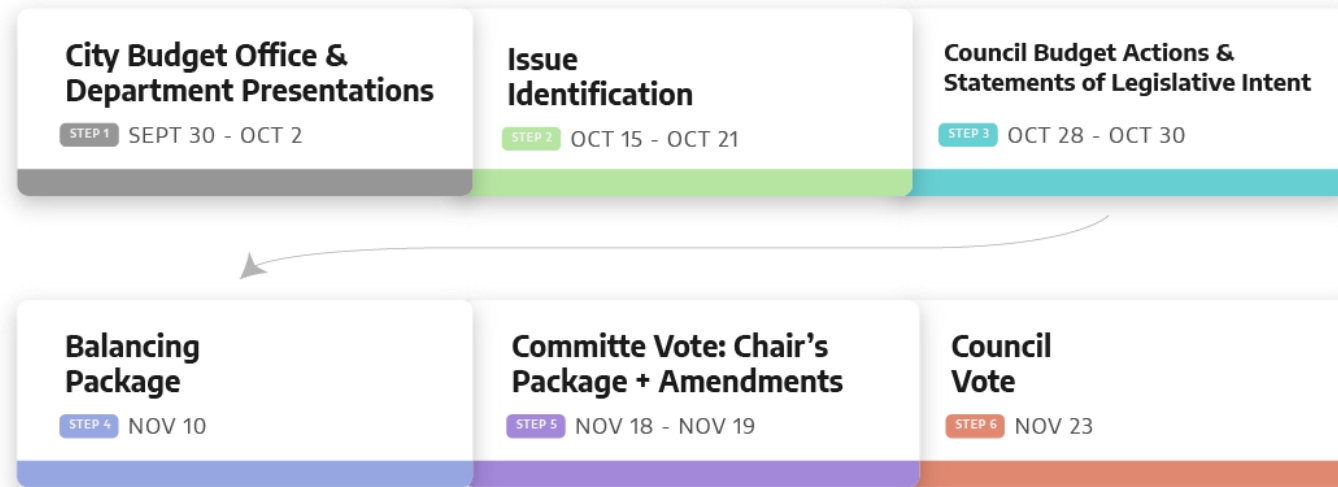 City Budget Office &
Department Presentations
STEP 1 SEPT 30 - OCT 2
Issue
Identification
STEP 2 OCT 15 - OCT 21
Council Budget Actions &
Statements of Legislative Intent
STEP 3 OCT 28 - OCT 30
Balancing
Package
STEP 4 NOV 10
Committe Vote: Chair’s
Package + Amendments
STEP 5 NOV 18 - NOV 19
Council
Vote
STEP 6 NOV 23